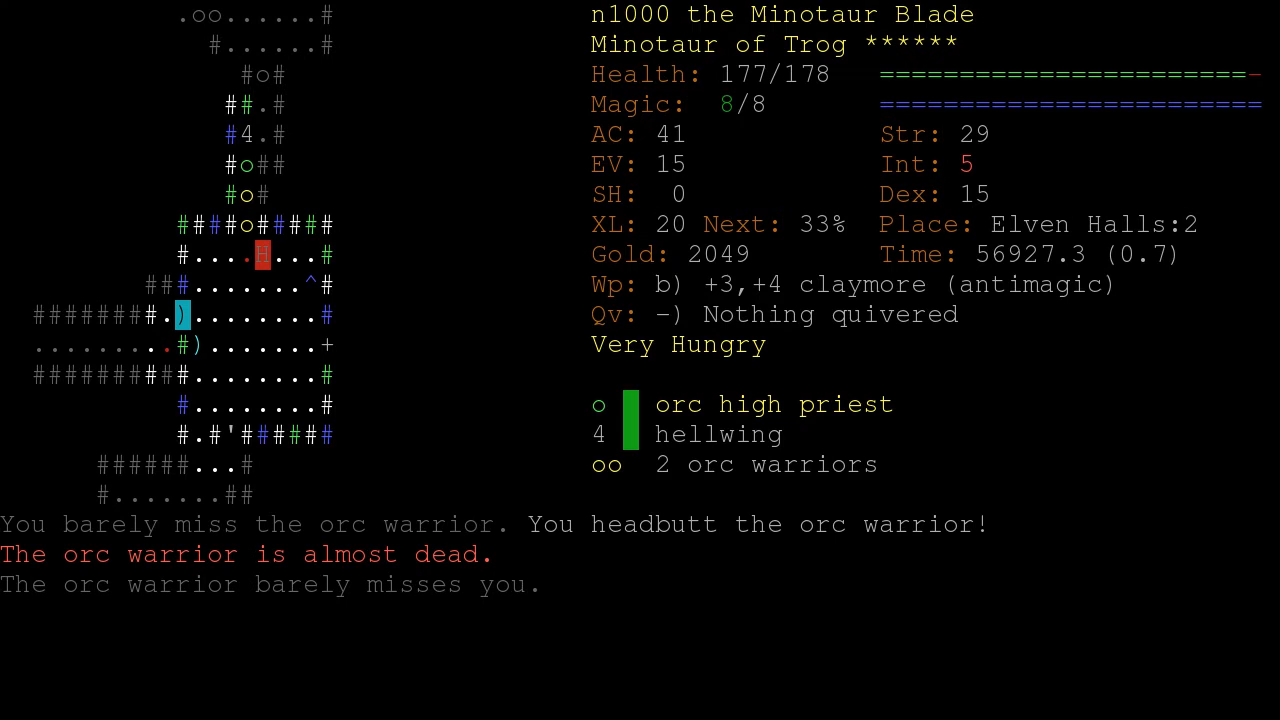 .oo......#    n1000 the Minotaur Blade
#......#    Minotaur of Trog ******
#o#    Health: 177/178    =======================-
##.#    Magic:  8/8    ========================
#4.#    AC: 41    Str: 29
#o##    EV: 15    Int: 5
#o#    SH:  0    Dex: 15
####o#####    XL: 20 Next: 33%    Place: Elven Halls:2
#....H...#    Gold: 2049    Time: 56927.3 (0.7)
###.......^#    Wp: b) +3,+4 claymore (antimagic)
########.)........#    Qv: -) Nothing quivered
.........#).......+    Very Hungry
##########........#
#........#    o    orc high priest
#.#'######    4    hellwing
######...#    oo    2 orc warriors
#.......##
You barely miss the orc warrior. You headbutt the orc warrior!
The orc warrior is almost dead.
The orc warrior barely misses you.